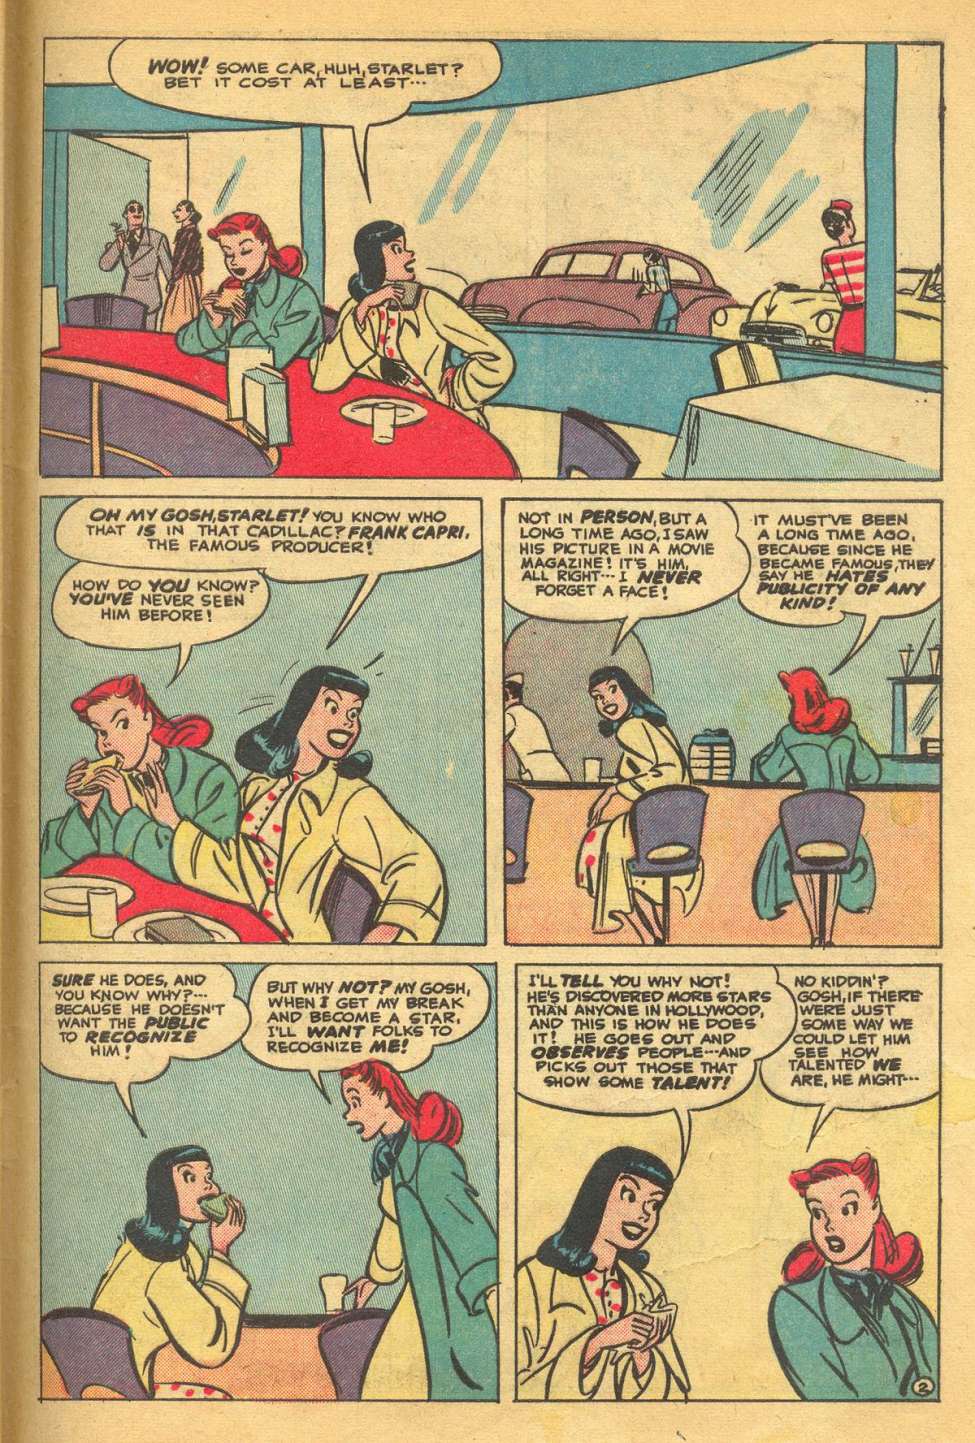 WOW! SOME CAR, HUH, STARLET?
BET IT COST AT LEAST...
OH MY GOSH, STARLET! YOU KNOW WHO
THAT IS IN THAT CADILLAC? FRANK CAPRI,
THE FAMOUS PRODUCER!
HOW DO YOU KNOW?
YOU'VE NEVER SEEN
HIM BEFORE!
NOT IN PERSON, BUT A
LONG TIME AGO, I SAW
HIS PICTURE IN A MOVIE
MAGAZINE! IT'S HIM,
ALL RIGHT... I NEVER
FORGET A FACE!
IT MUST'VE BEEN
A LONG TIME AGO,
BECAUSE SINCE HE
BECAME FAMOUS, THEY
SAY HE HATES
PUBLICITY OF ANY
KIND!
SURE HE DOES, AND
YOU KNOW WHY?...
BECAUSE HE DOESN'T
WANT THE PUBLIC
TO RECOGNIZE
HIM!
BUT WHY NOT? MY GOSH,
WHEN I GET MY BREAK
AND BECOME A STAR,
I'LL WANT FOLKS TO
RECOGNIZE ME!
I'LL TELL YOU WHY NOT!
HE'S DISCOVERED MORE STARS
THAN ANYONE IN HOLLYWOOD,
AND THIS IS HOW HE DOES
IT! HE GOES OUT AND
OBSERVES PEOPLE...AND
PICKS OUT THOSE THAT
SHOW SOME TALENT!
NO KIDDIN'?
GOSH, IF THERE
WERE JUST
SOME WAY WE
COULD LET HIM
SEE HOW
TALENTED WE
ARE, HE MIGHT...
2